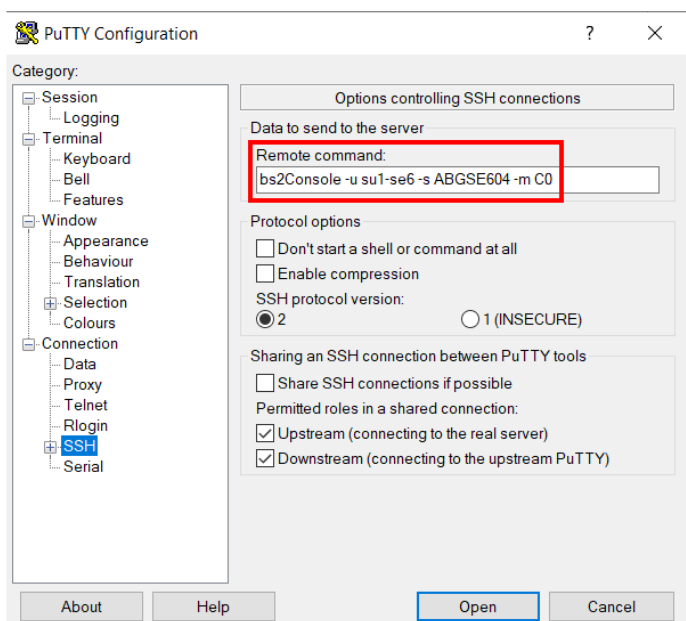 PuTTY Configuration ? ×
Category:
Session
Logging
Terminal
Keyboard
Bell
Features
Window
Appearance
Behaviour
Translation
Selection
Colours
Connection
Data
Proxy
Telnet
Rlogin
SSH
Serial
Options controlling SSH connections
Data to send to the server
Remote command:
bs2Console -u su1-se6 -s ABGSE604 -m C0
Protocol options
Don't start a shell or command at all
Enable compression
SSH protocol version:
2 1 (INSECURE)
Sharing an SSH connection between PuTTY tools
Share SSH connections if possible
Permitted roles in a shared connection:
Upstream (connecting to the real server)
Downstream (connecting to the upstream PuTTY)
About Help Open Cancel